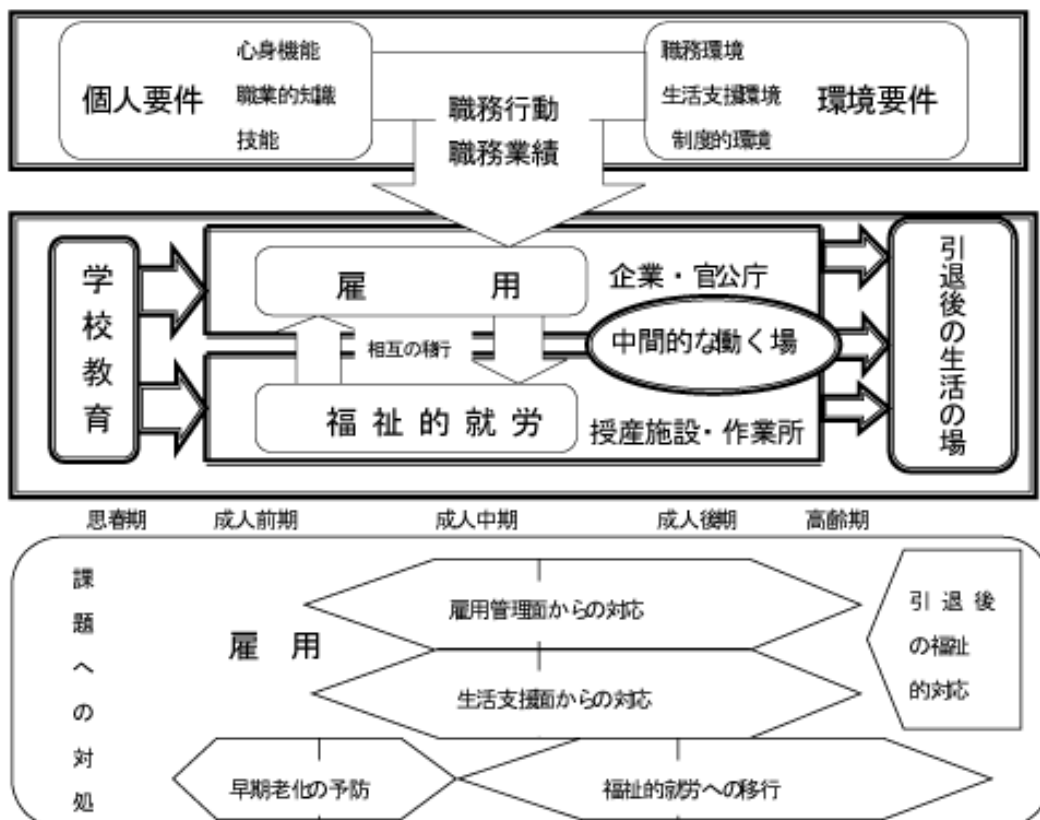 心身機能
個人要件
職業的知識
技能
職務行動
職務業績
職務環境
生活支援環境
環境要件
制度的環境
学校教育
雇用
企業・官公庁
相互の移行
中間的な働く場
福祉的就労
授産施設・作業所
引退後の生活の場
思春期
成人前期
成人中期
成人後期
高齢期
課題への対処
雇用
雇用管理面からの対応
生活支援面からの対応
引退後
の福祉
的対応
早期老化の予防
福祉的就労への移行